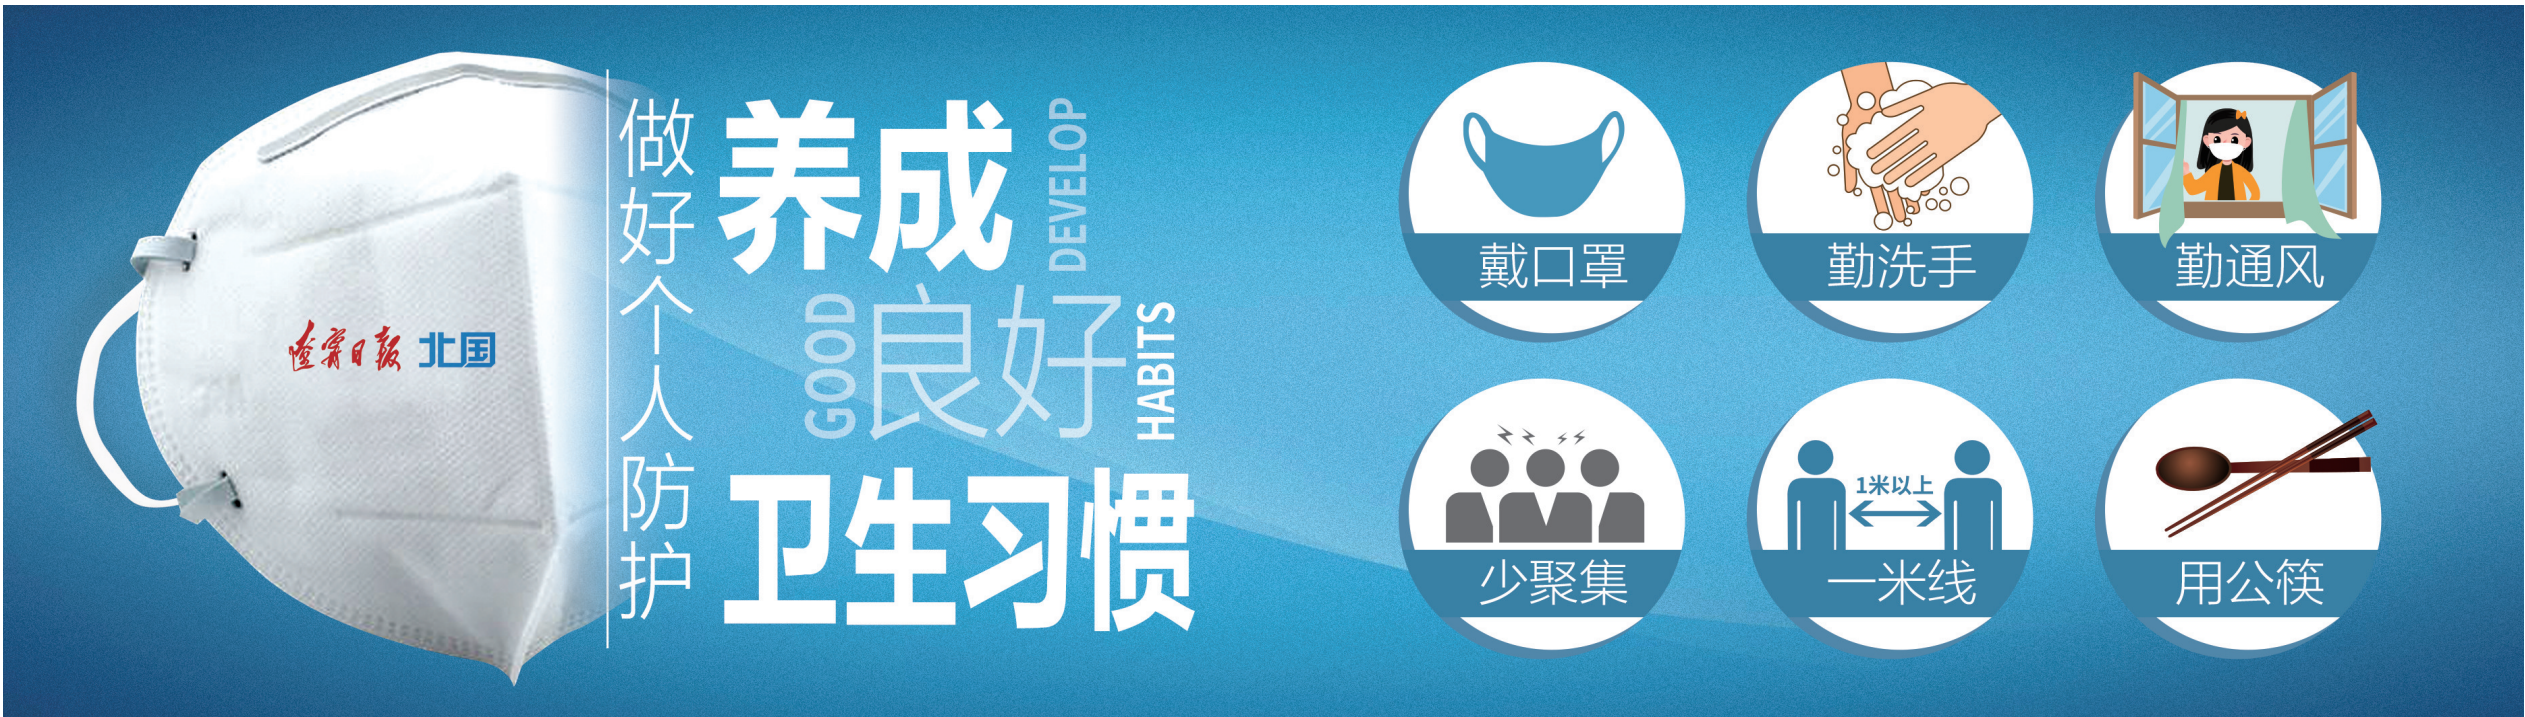 辽宁日报 北国
做好个人防护
养成
DEVELOP
GOOD
良好
HABITS
卫生习惯
戴口罩
勤洗手
勤通风
少聚集
1米以上
一米线
用公筷